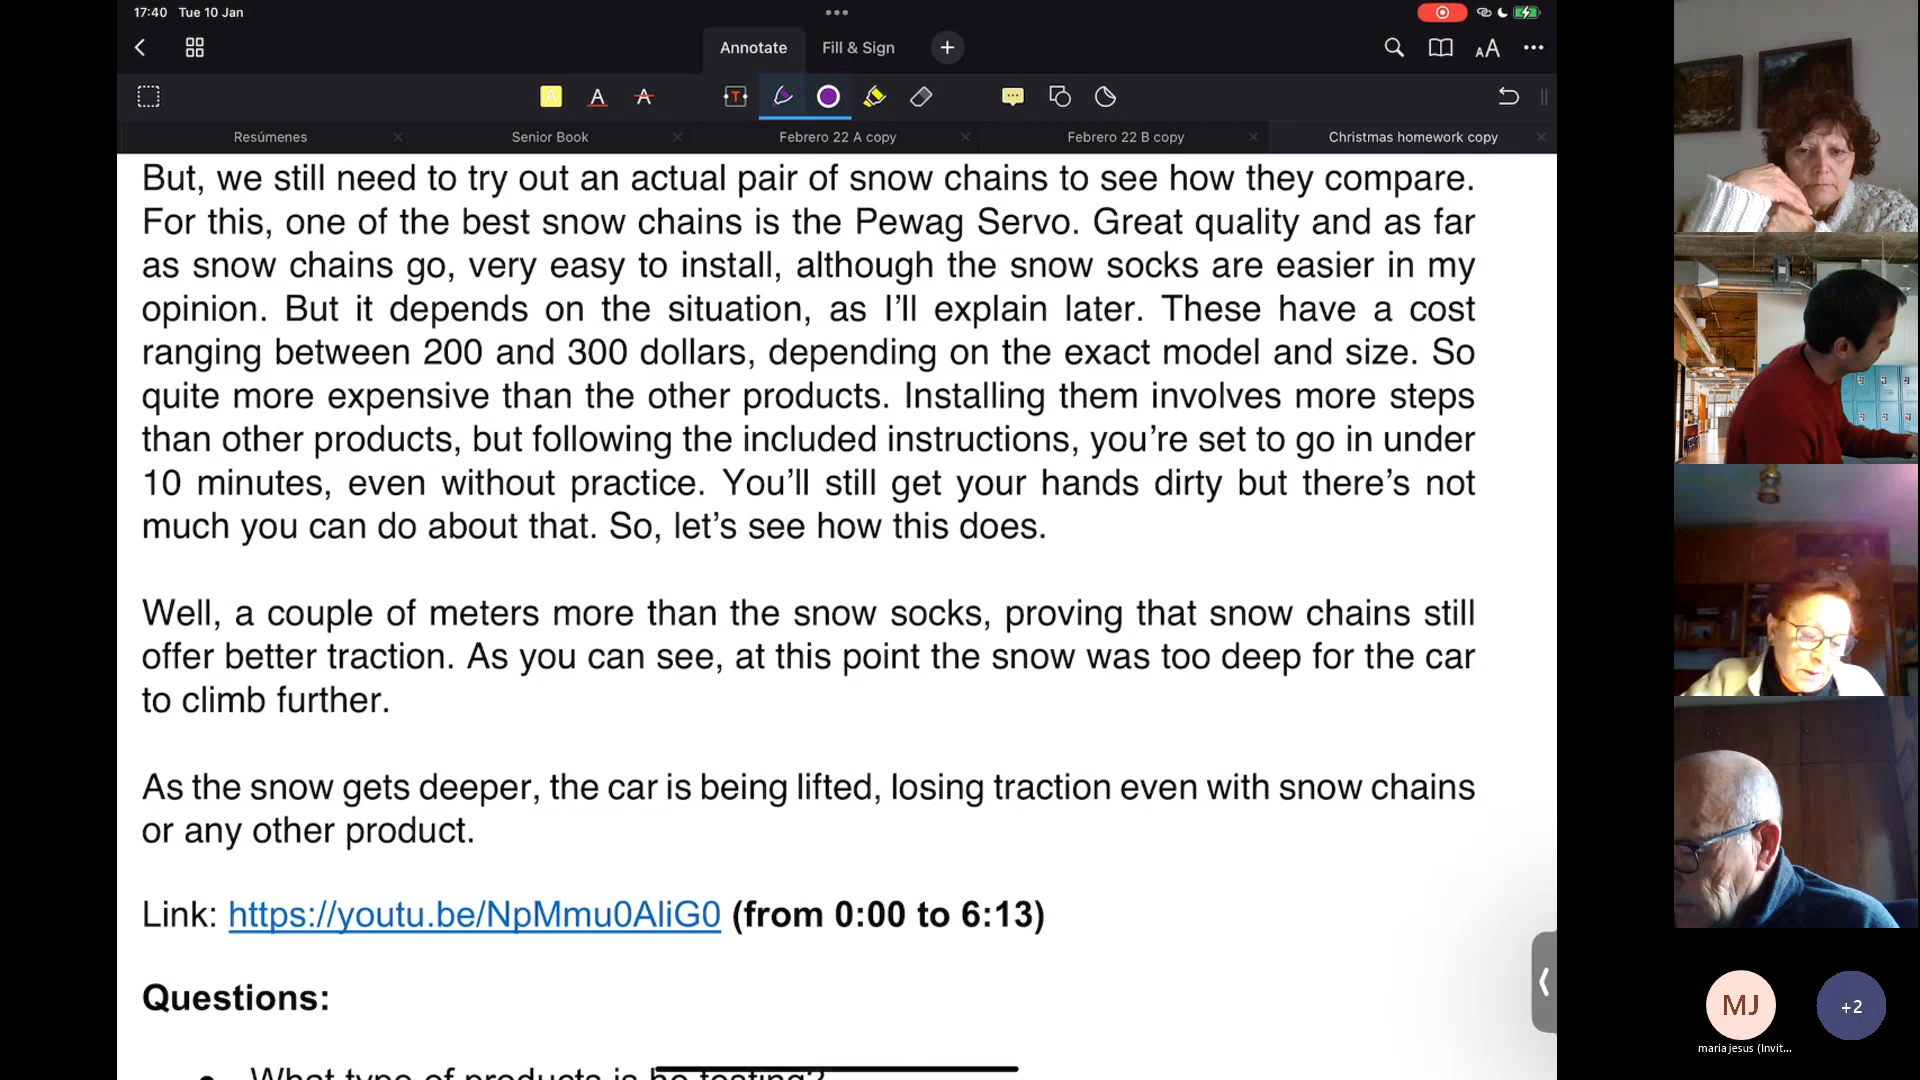 17:40 Tue 10 Jan
Annotate
Fill & Sign
Resúmenes
Senior Book
Febrero 22 A copy
Febrero 22 B copy
Christmas homework copy
But, we still need to try out an actual pair of snow chains to see how they compare.
For this, one of the best snow chains is the Pewag Servo. Great quality and as far
as snow chains go, very easy to install, although the snow socks are easier in my
opinion. But it depends on the situation, as I'll explain later. These have a cost
ranging between 200 and 300 dollars, depending on the exact model and size. So
quite more expensive than the other products. Installing them involves more steps
than other products, but following the included instructions, you're set to go in under
10 minutes, even without practice. You'll still get your hands dirty but there's not
much you can do about that. So, let's see how this does.
Well, a couple of meters more than the snow socks, proving that snow chains still
offer better traction. As you can see, at this point the snow was too deep for the car
to climb further.
As the snow gets deeper, the car is being lifted, losing traction even with snow chains
or any other product.
Link: https://youtu.be/NpMmu0AliG0 (from 0:00 to 6:13)
Questions:
What type of products is he testing?
MJ
+2
maria jesus (Invit...